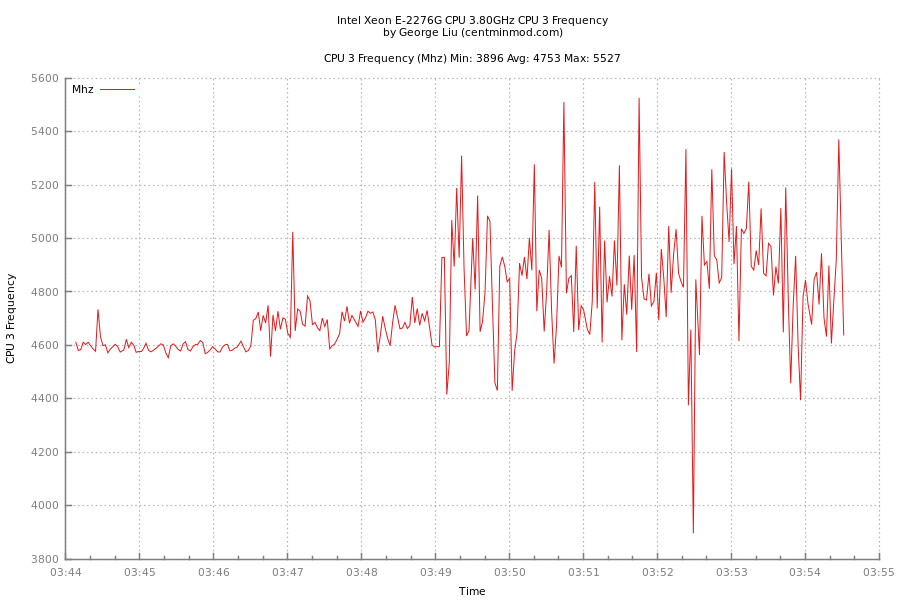 Intel Xeon E-2276G CPU 3.80GHz CPU 3 Frequency
by George Liu (centminmod.com)
CPU 3 Frequency (Mhz) Min: 3896 Avg: 4753 Max: 5527
Mhz
5600
5400
5200
5000
4800
4600
4400
4200
4000
3800
CPU 3 Frequency
03:44 03:45 03:46 03:47 03:48 03:49 03:50 03:51 03:52 03:53 03:54 03:55
Time